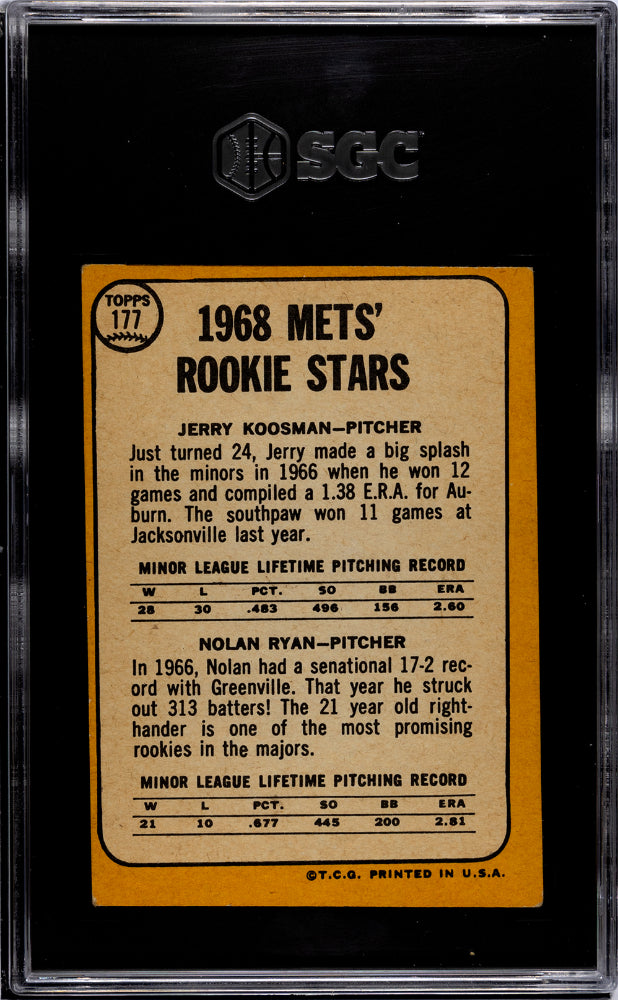 SGC
TOPPS
177
1968 METS'
ROOKIE STARS
JERRY KOOSMAN—PITCHER
Just turned 24, Jerry made a big splash
in the minors in 1966 when he won 12
games and compiled a 1.38 E.R.A. for Au-
burn. The southpaw won 11 games at
Jacksonville last year.
MINOR LEAGUE LIFETIME PITCHING RECORD
W L PCT. SO BB ERA
28 30 .483 496 156 2.60
NOLAN RYAN—PITCHER
In 1966, Nolan had a senational 17-2 rec-
ord with Greenville. That year he struck
out 313 batters! The 21 year old right-
hander is one of the most promising
rookies in the majors.
MINOR LEAGUE LIFETIME PITCHING RECORD
W L PCT. SO BB ERA
21 10 .677 445 200 2.81
©T.C.G. PRINTED IN U.S.A.